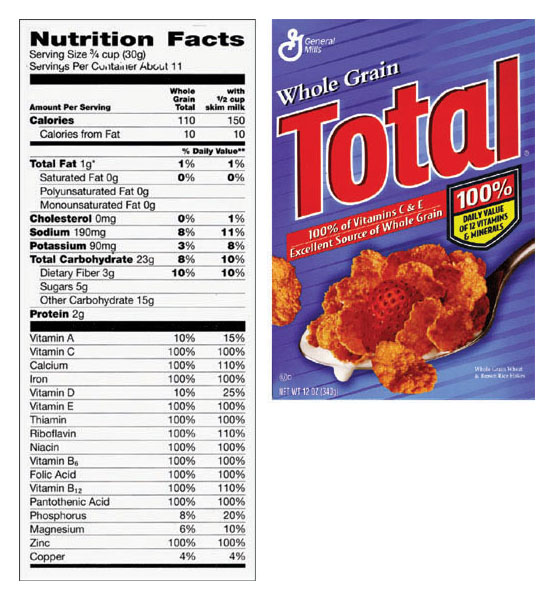 Nutrition Facts
Serving Size ¾ cup (30g)
Servings Per Container About 11
Amount Per Serving Whole Grain Total with ½ cup skim milk
Calories 110 150
Calories from Fat 10 10
% Daily Value**
Total Fat 1g* 1% 1%
Saturated Fat 0g 0% 0%
Polyunsaturated Fat 0g
Monounsaturated Fat 0g
Cholesterol 0mg 0% 1%
Sodium 190mg 8% 11%
Potassium 90mg 3% 8%
Total Carbohydrate 23g 8% 10%
Dietary Fiber 3g 10% 10%
Sugars 5g
Other Carbohydrate 15g
Protein 2g
Vitamin A 10% 15%
Vitamin C 100% 100%
Calcium 100% 110%
Iron 100% 100%
Vitamin D 10% 25%
Vitamin E 100% 100%
Thiamin 100% 100%
Riboflavin 100% 110%
Niacin 100% 100%
Vitamin B₆ 100% 100%
Folic Acid 100% 100%
Vitamin B₁₂ 100% 110%
Pantothenic Acid 100% 100%
Phosphorus 8% 20%
Magnesium 6% 10%
Zinc 100% 100%
Copper 4% 4%
General
Mills
Whole Grain
Total
®
100% of Vitamins C & E
Excellent Source of Whole Grain
100%
DAILY VALUE
OF 12 VITAMINS
& MINERALS
Whole Grain Wheat
& Brown Rice Flakes
NET WT 12 OZ (340g)